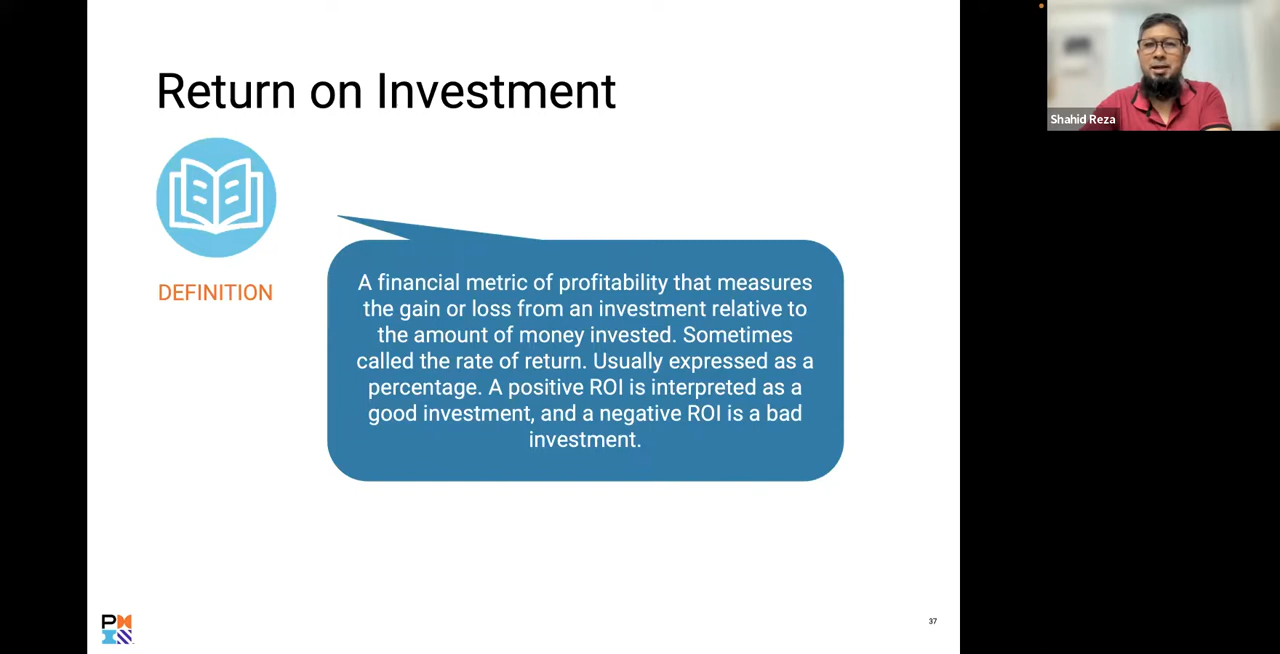 Return on Investment
DEFINITION
A financial metric of profitability that measures
the gain or loss from an investment relative to
the amount of money invested. Sometimes
called the rate of return. Usually expressed as a
percentage. A positive ROI is interpreted as a
good investment, and a negative ROI is a bad
investment.
37
Shahid Reza